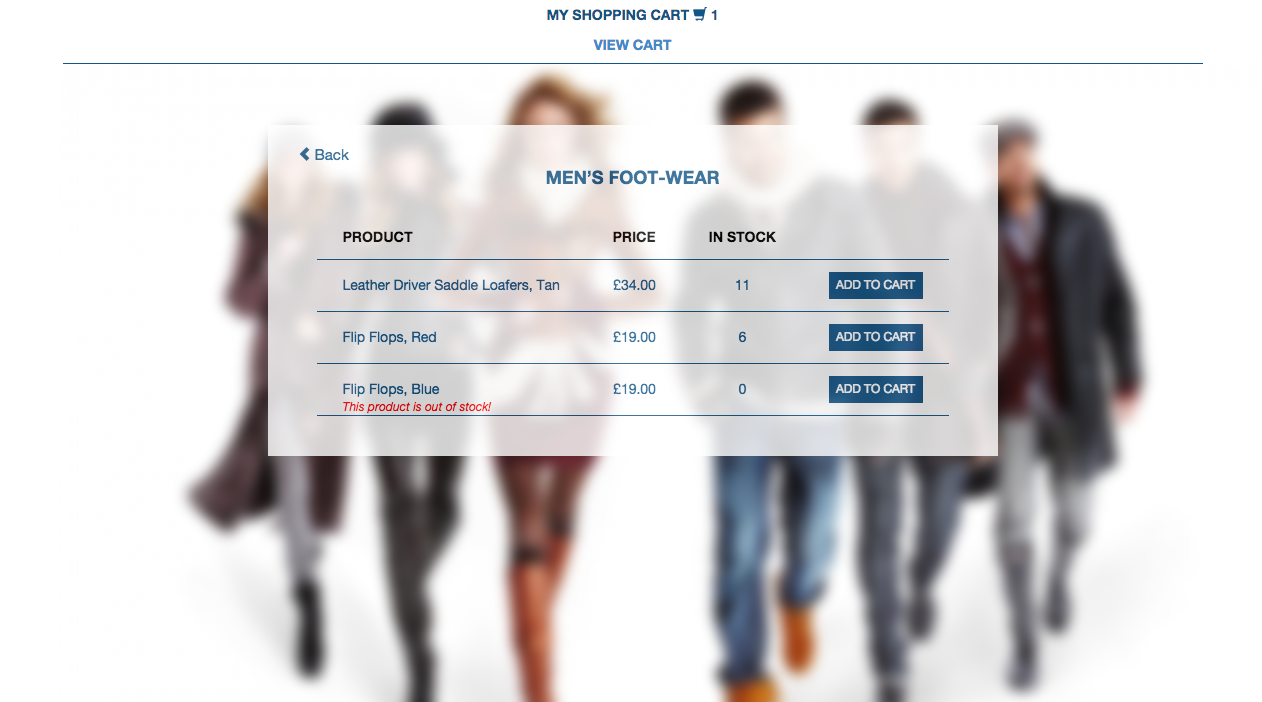 MY SHOPPING CART 1
VIEW CART
Back
MEN’S FOOT-WEAR
PRODUCT PRICE IN STOCK
Leather Driver Saddle Loafers, Tan £34.00 11 ADD TO CART
Flip Flops, Red £19.00 6 ADD TO CART
Flip Flops, Blue £19.00 0 ADD TO CART
This product is out of stock!